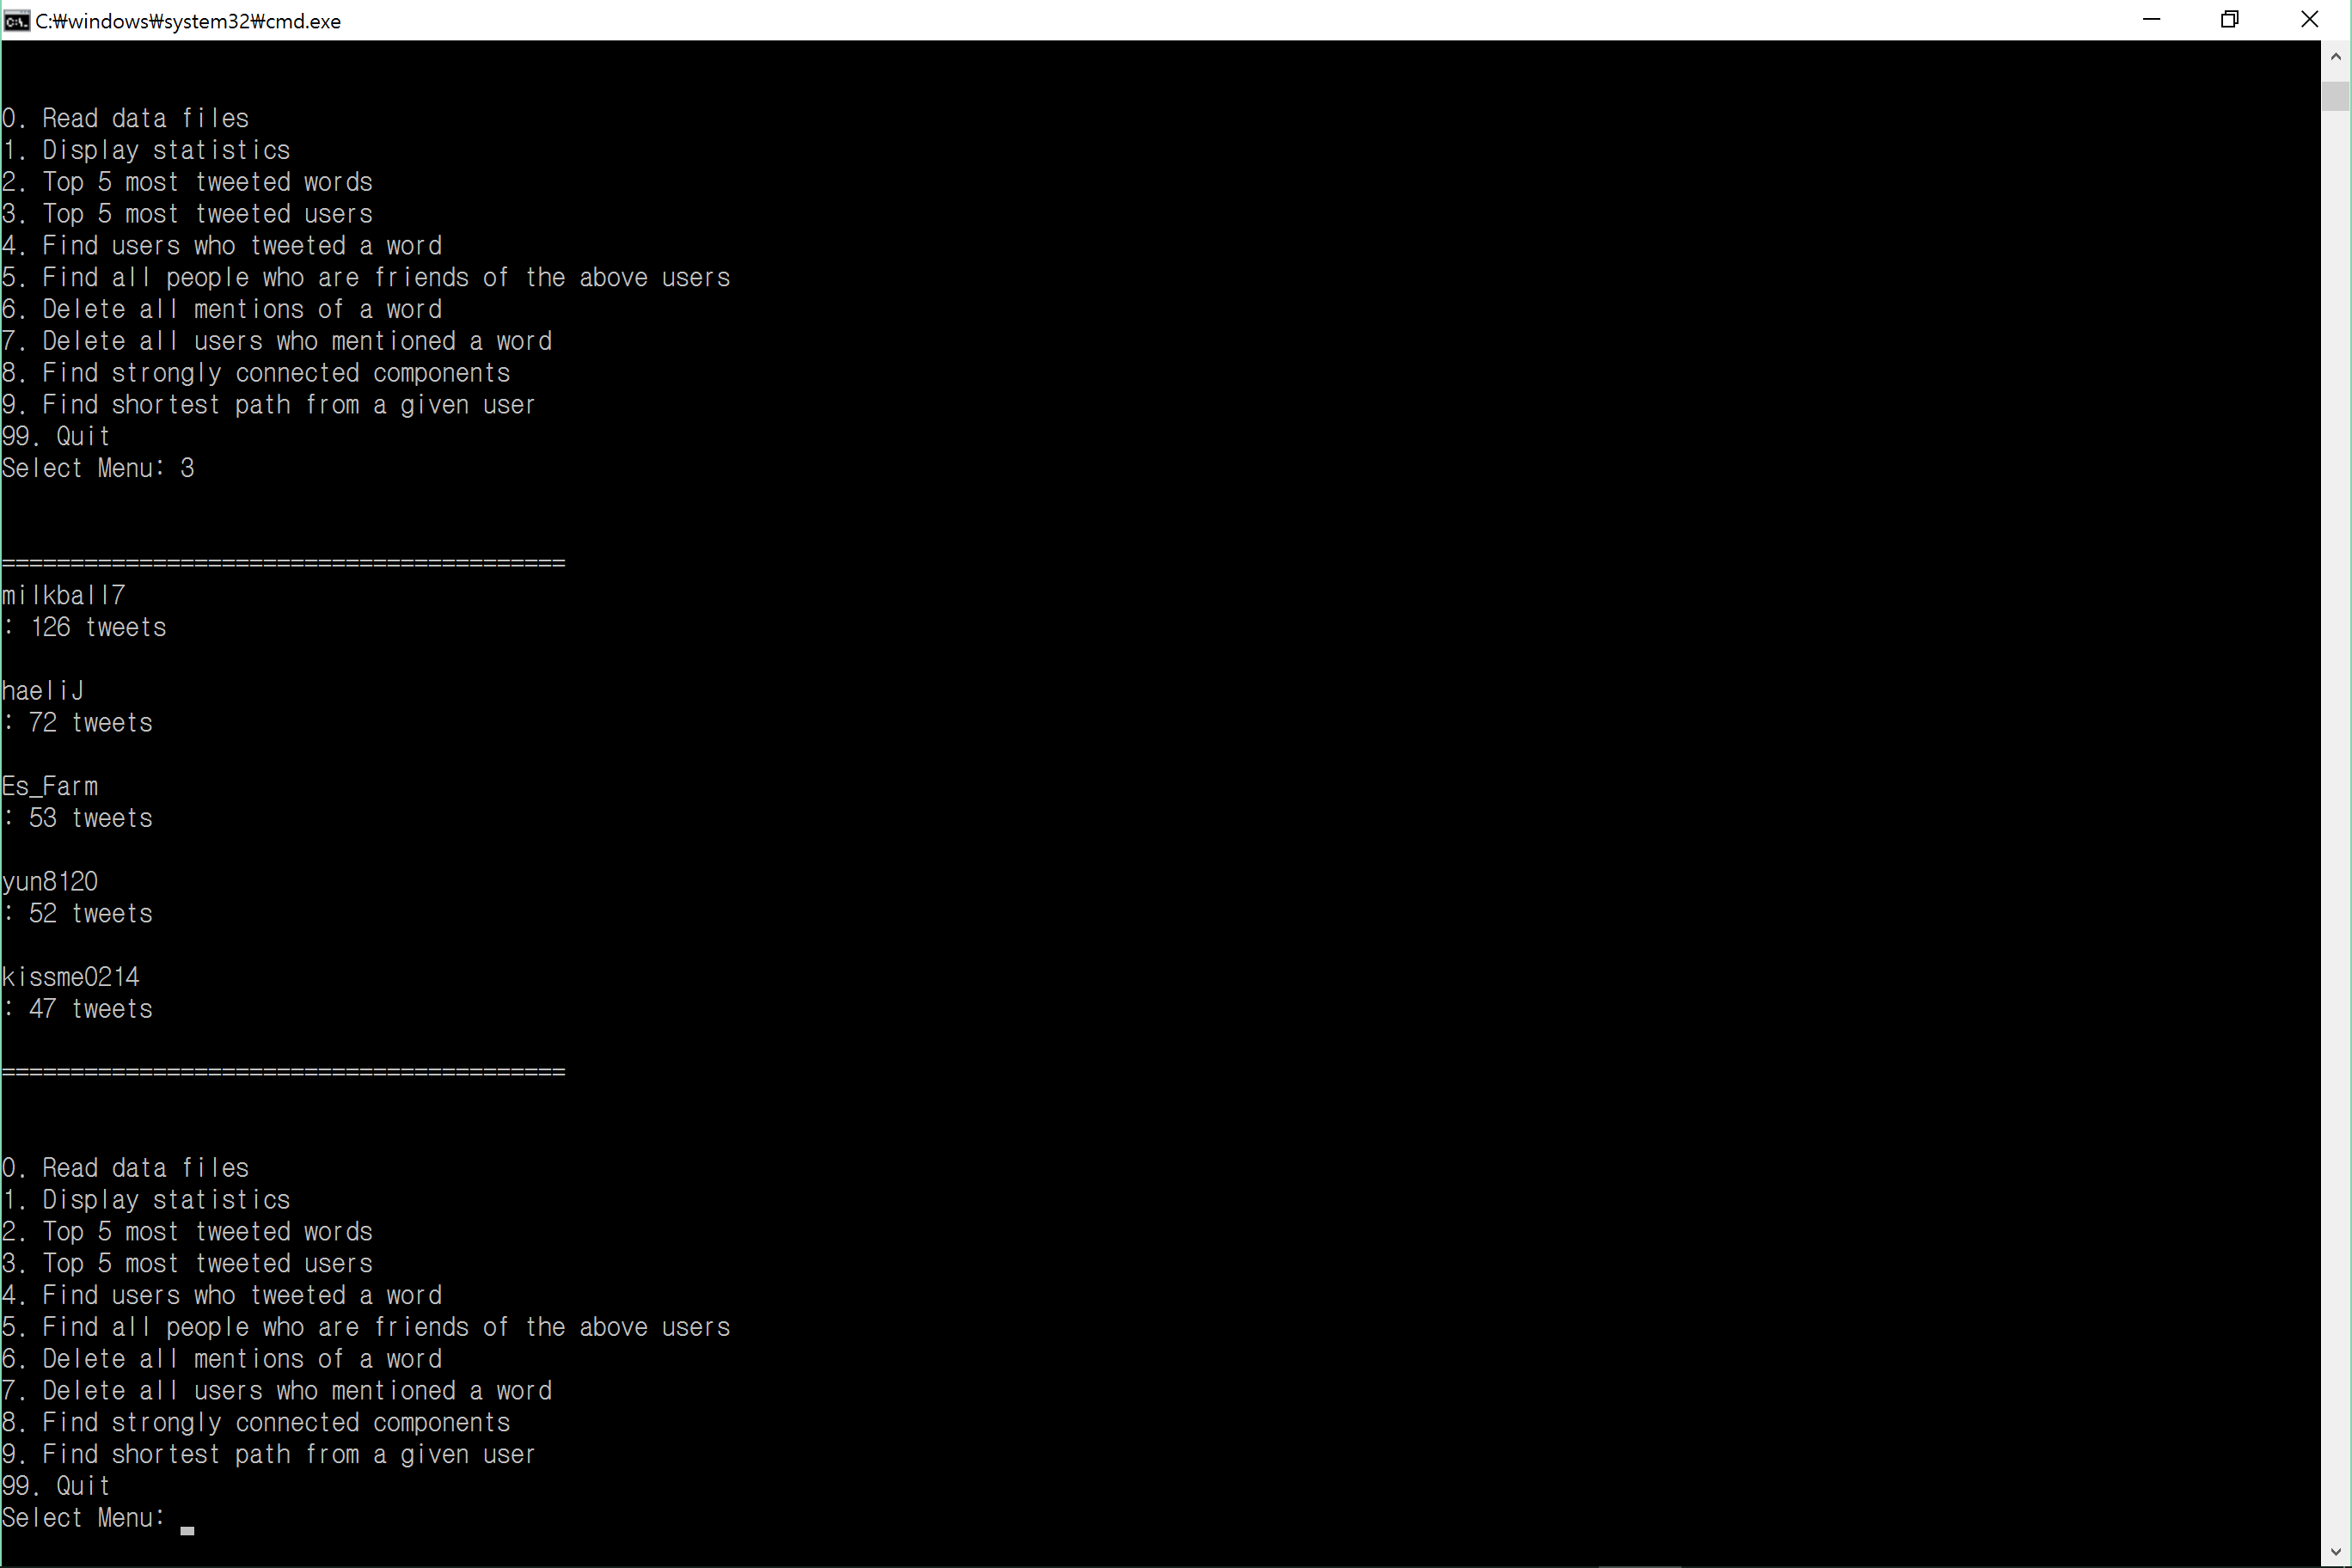 C:₩windows₩system32₩cmd.exe
0. Read data files
1. Display statistics
2. Top 5 most tweeted words
3. Top 5 most tweeted users
4. Find users who tweeted a word
5. Find all people who are friends of the above users
6. Delete all mentions of a word
7. Delete all users who mentioned a word
8. Find strongly connected components
9. Find shortest path from a given user
99. Quit
Select Menu: 3
=========================================
milkball7
: 126 tweets
haeliJ
: 72 tweets
Es_Farm
: 53 tweets
yun8120
: 52 tweets
kissme0214
: 47 tweets
=========================================
0. Read data files
1. Display statistics
2. Top 5 most tweeted words
3. Top 5 most tweeted users
4. Find users who tweeted a word
5. Find all people who are friends of the above users
6. Delete all mentions of a word
7. Delete all users who mentioned a word
8. Find strongly connected components
9. Find shortest path from a given user
99. Quit
Select Menu: